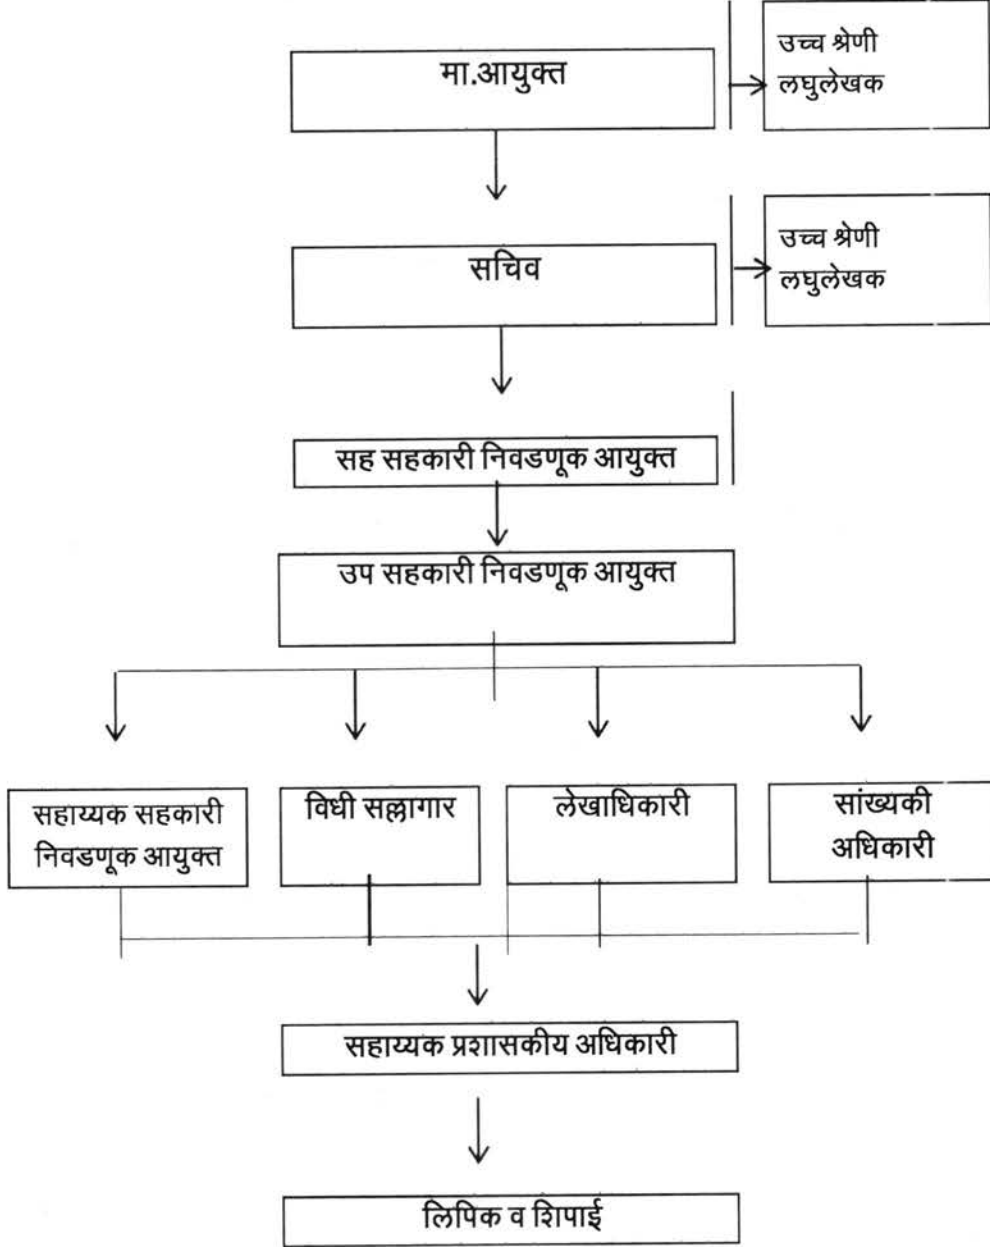 मा.आयुक्त
उच्च श्रेणी
लघुलेखक
सचिव
उच्च श्रेणी
लघुलेखक
सह सहकारी निवडणूक आयुक्त
उप सहकारी निवडणूक आयुक्त
सहाय्यक सहकारी
निवडणूक आयुक्त
विधी सल्लागार
लेखाधिकारी
सांख्यकी
अधिकारी
सहाय्यक प्रशासकीय अधिकारी
लिपिक व शिपाई